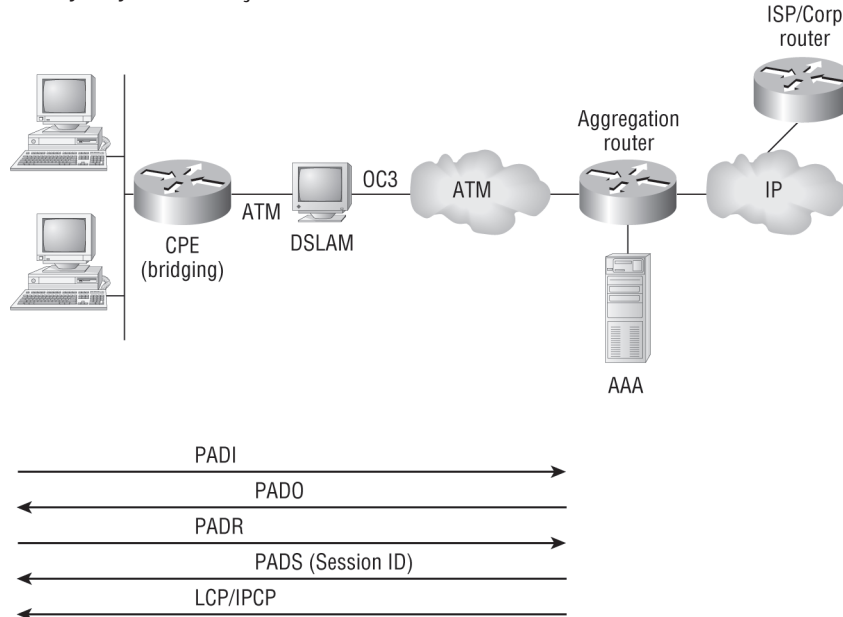 ISP/Corp
router
Aggregation
router
OC3
ATM
IP
ATM
DSLAM
CPE
(bridging)
AAA
PADI
PADO
PADR
PADS (Session ID)
LCP/IPCP